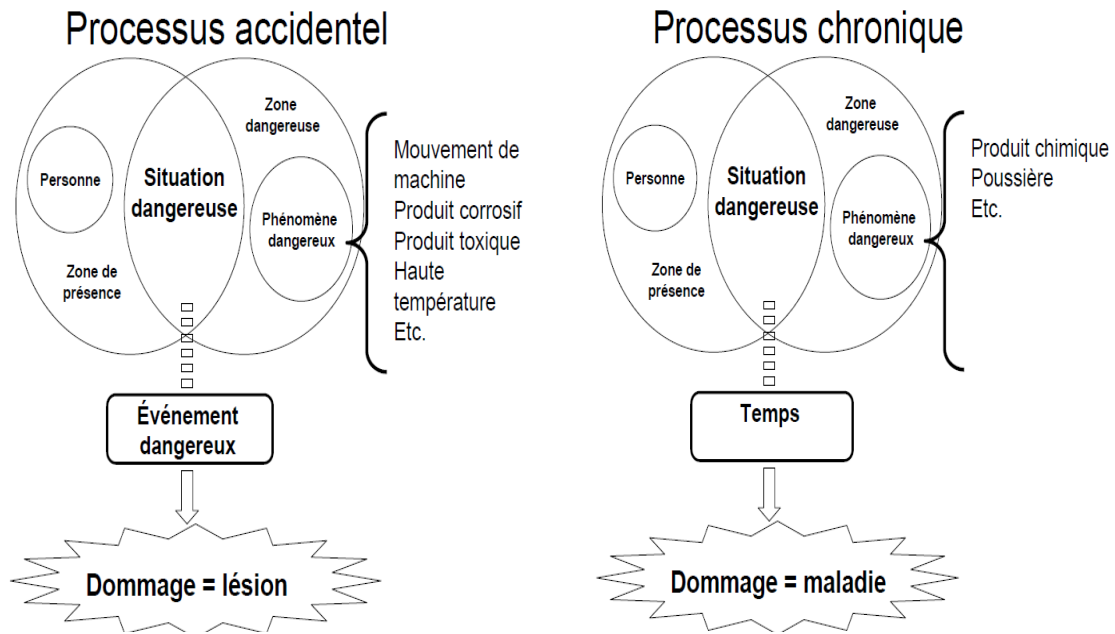 Processus accidentel
Zone
dangereuse
Personne
Situation
dangereuse
Phénomène
dangereux
Zone de
présence
Mouvement de
machine
Produit corrosif
Produit toxique
Haute
température
Etc.
Événement
dangereux
Dommage = lésion
Processus chronique
Zone
dangereuse
Personne
Situation
dangereuse
Phénomène
dangereux
Zone de
présence
Produit chimique
Poussière
Etc.
Temps
Dommage = maladie